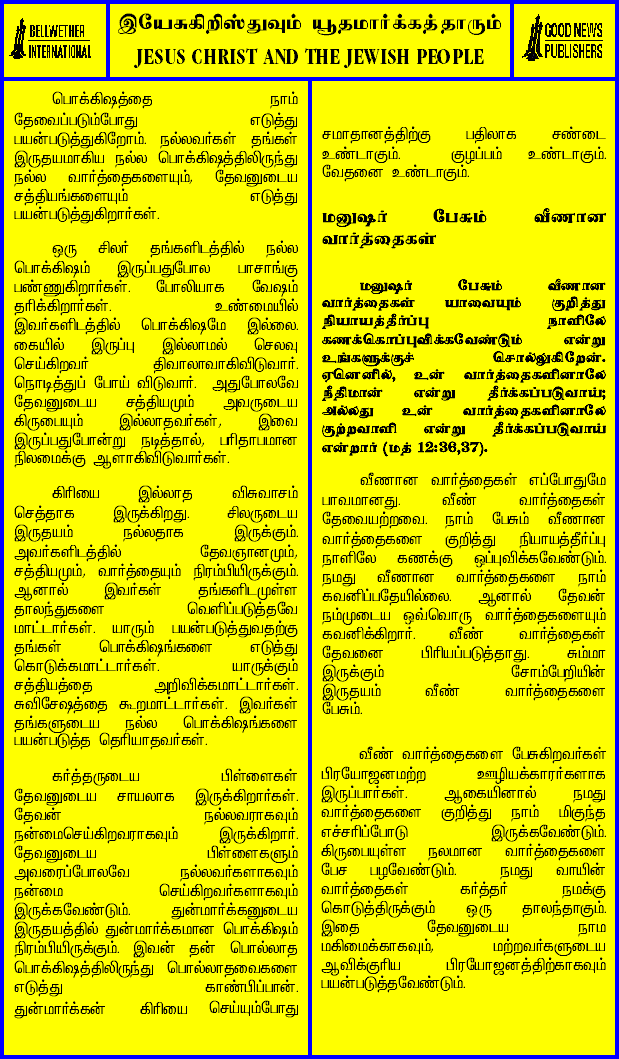 BELLWETHER
INTERNATIONAL
இயேசுகிறிஸ்துவும் யூதமார்க்கத்தாரும்
JESUS CHRIST AND THE JEWISH PEOPLE
GOOD NEWS
PUBLISHERS
பொக்கிஷத்தை நாம்
தேவைப்படும்போது எடுத்து
பயன்படுத்துகிறோம். நல்லவர்கள் தங்கள்
இருதயமாகிய நல்ல பொக்கிஷத்திலிருந்து
நல்ல வார்த்தைகளையும், தேவனுடைய
சத்தியங்களையும் எடுத்து
பயன்படுத்துகிறார்கள்.
ஒரு சிலர் தங்களிடத்தில் நல்ல
பொக்கிஷம் இருப்பதுபோல பாசாங்கு
பண்ணுகிறார்கள். போலியாக வேஷம்
தரிக்கிறார்கள். உண்மையில்
இவர்களிடத்தில் பொக்கிஷமே இல்லை.
கையில் இருப்பு இல்லாமல் செலவு
செய்கிறவர் திவாலாவாகிவிடுவார்.
நொடித்துப் போய் விடுவார். அதுபோலவே
தேவனுடைய சத்தியமும் அவருடைய
கிருபையும் இல்லாதவர்கள், இவை
இருப்பதுபோன்று நடித்தால், பரிதாபமான
நிலமைக்கு ஆளாகிவிடுவார்கள்.
கிரியை இல்லாத விசுவாசம்
செத்தாக இருக்கிறது. சிலருடைய
இருதயம் நல்லதாக இருக்கும்.
அவர்களிடத்தில் தேவஞானமும்,
சத்தியமும், வார்த்தையும் நிரம்பியிருக்கும்.
ஆனால் இவர்கள் தங்களிடமுள்ள
தாலந்துகளை வெளிப்படுத்தவே
மாட்டார்கள். யாரும் பயன்படுத்துவதற்கு
தங்கள் பொக்கிஷங்களை எடுத்து
கொடுக்கமாட்டார்கள். யாருக்கும்
சத்தியத்தை அறிவிக்கமாட்டார்கள்.
சுவிசேஷத்தை கூறமாட்டார்கள். இவர்கள்
தங்களுடைய நல்ல பொக்கிஷங்களை
பயன்படுத்த தெரியாதவர்கள்.
கர்த்தருடைய பிள்ளைகள்
தேவனுடைய சாயலாக இருக்கிறார்கள்.
தேவன் நல்லவராகவும்
நன்மைசெய்கிறவராகவும் இருக்கிறார்.
தேவனுடைய பிள்ளைகளும்
அவரைப்போலவே நல்லவர்களாகவும்
நன்மை செய்கிறவர்களாகவும்
இருக்கவேண்டும். துன்மார்க்கனுடைய
இருதயத்தில் துன்மார்க்கமான பொக்கிஷம்
நிரம்பியிருக்கும். இவன் தன் பொல்லாத
பொக்கிஷத்திலிருந்து பொல்லாதவைகளை
எடுத்து காண்பிப்பான்.
துன்மார்க்கன் கிரியை செய்யும்போது
சமாதானத்திற்கு பதிலாக சண்டை
உண்டாகும். குழப்பம் உண்டாகும்.
வேதனை உண்டாகும்.
மனுஷர் பேசும் வீணான
வார்த்தைகள்
மனுஷர் பேசும் வீணான
வார்த்தைகள் யாவையும் குறித்து
நியாயத்தீர்ப்பு நாளிலே
கணக்கொப்புவிக்கவேண்டும் என்று
உங்களுக்குச் சொல்லுகிறேன்.
ஏனெனில், உன் வார்த்தைகளினாலே
நீதிமான் என்று தீர்க்கப்படுவாய்;
அல்லது உன் வார்த்தைகளினாலே
குற்றவாளி என்று தீர்க்கப்படுவாய்
என்றார் (மத் 12:36,37).
வீணான வார்த்தைகள் எப்போதுமே
பாவமானது. வீண் வார்த்தைகள்
தேவையற்றவை. நாம் பேசும் வீணான
வார்த்தைகளை குறித்து நியாயத்தீர்ப்பு
நாளிலே கணக்கு ஒப்புவிக்கவேண்டும்.
நமது வீணான வார்த்தைகளை நாம்
கவனிப்பதேயில்லை. ஆனால் தேவன்
நம்முடைய ஒவ்வொரு வார்த்தைகளையும்
கவனிக்கிறார். வீண் வார்த்தைகள்
தேவனை பிரியப்படுத்தாது. சும்மா
இருக்கும் சோம்பேறியின்
இருதயம் வீண் வார்த்தைகளை
பேசும்.
வீண் வார்த்தைகளை பேசுகிறவர்கள்
பிரயோஜனமற்ற ஊழியக்காரர்களாக
இருப்பார்கள். ஆகையினால் நமது
வார்த்தைகளை குறித்து நாம் மிகுந்த
எச்சரிப்போடு இருக்கவேண்டும்.
கிருபையுள்ள நலமான வார்த்தைகளை
பேச பழவேண்டும். நமது வாயின்
வார்த்தைகள் கர்த்தர் நமக்கு
கொடுத்திருக்கும் ஒரு தாலந்தாகும்.
இதை தேவனுடைய நாம
மகிமைக்காகவும், மற்றவர்களுடைய
ஆவிக்குரிய பிரயோஜனத்திற்காகவும்
பயன்படுத்தவேண்டும்.